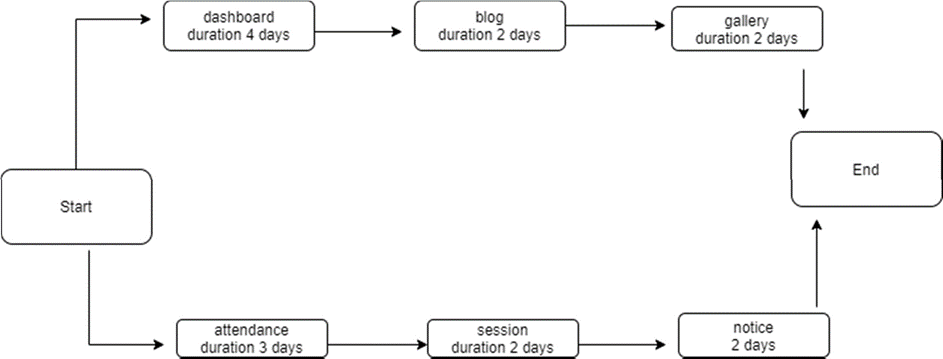 dashboard
duration 4 days
blog
duration 2 days
gallery
duration 2 days
Start
End
attendance
duration 3 days
session
duration 2 days
notice
2 days